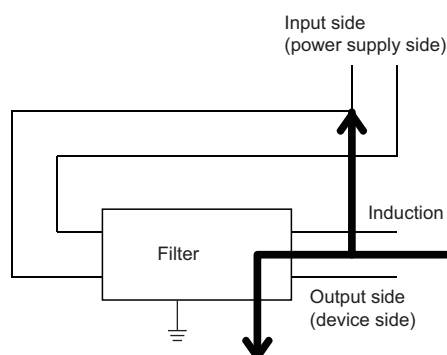 Input side
(power supply side)
Induction
Filter
Output side
(device side)